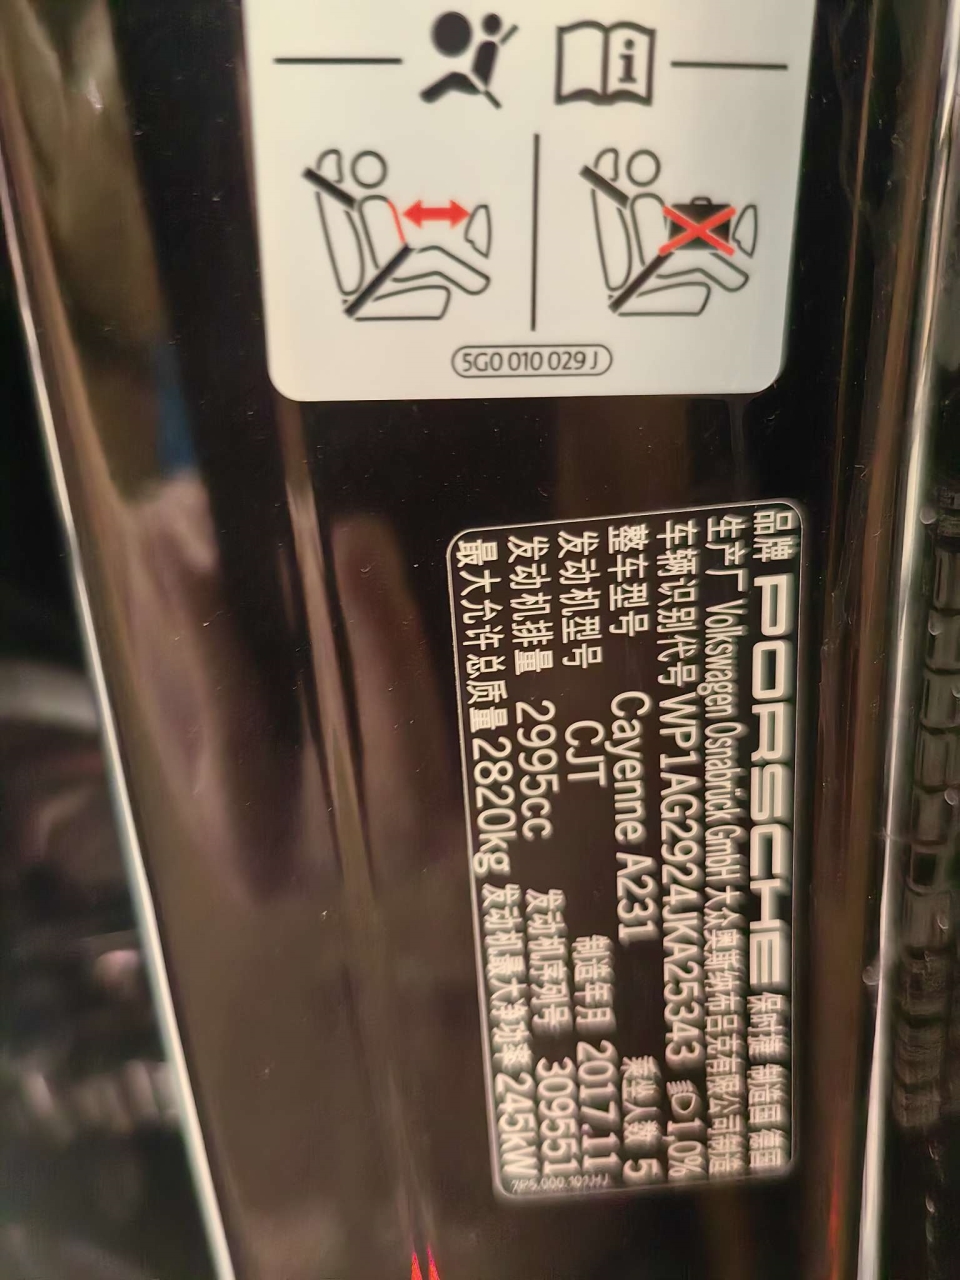 i
5G0 010 029 J
品牌 PORSCHE 保时捷 制造国 德国
生产厂 Volkswagen Osnabrück GmbH 大众奥斯纳布吕克有限公司制造
车辆识别代号 WP1AG2924JKA25343 1,0%
整车型号 Cayenne A231 乘坐人数 5
发动机型号 CJT 制造年月 2017.11
发动机排量 2995cc 发动机序列号 309551
最大允许总质量 2820kg 发动机最大净功率 245kW
7P5.000.101.HJ